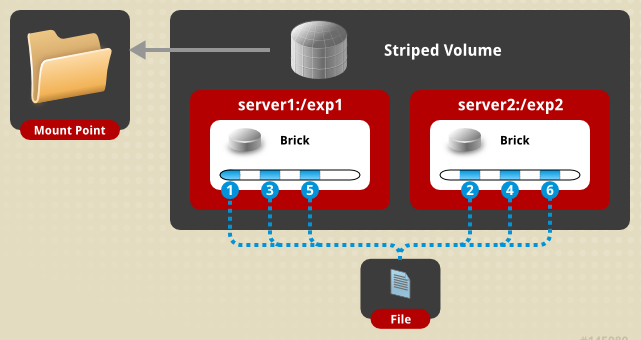 Striped Volume
Mount Point
server1:/exp1
server2:/exp2
Brick
Brick
1
3
5
2
4
6
File